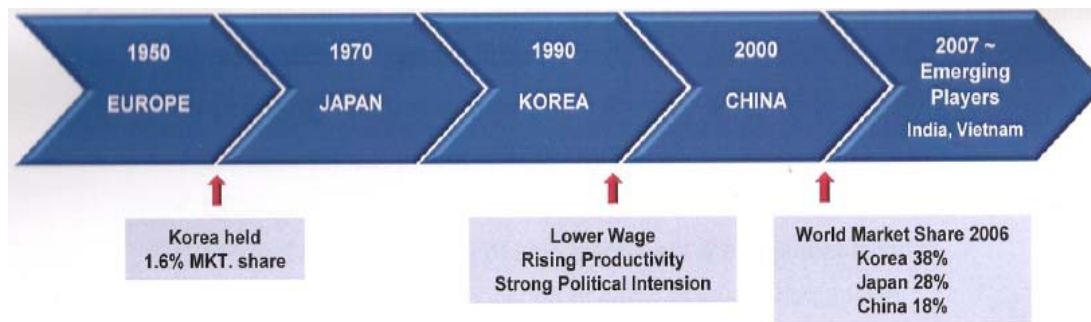 1950
EUROPE
1970
JAPAN
1990
KOREA
2000
CHINA
2007 ~
Emerging
Players
India, Vietnam
Korea held
1.6% MKT. share
Lower Wage
Rising Productivity
Strong Political Intension
World Market Share 2006
Korea 38%
Japan 28%
China 18%